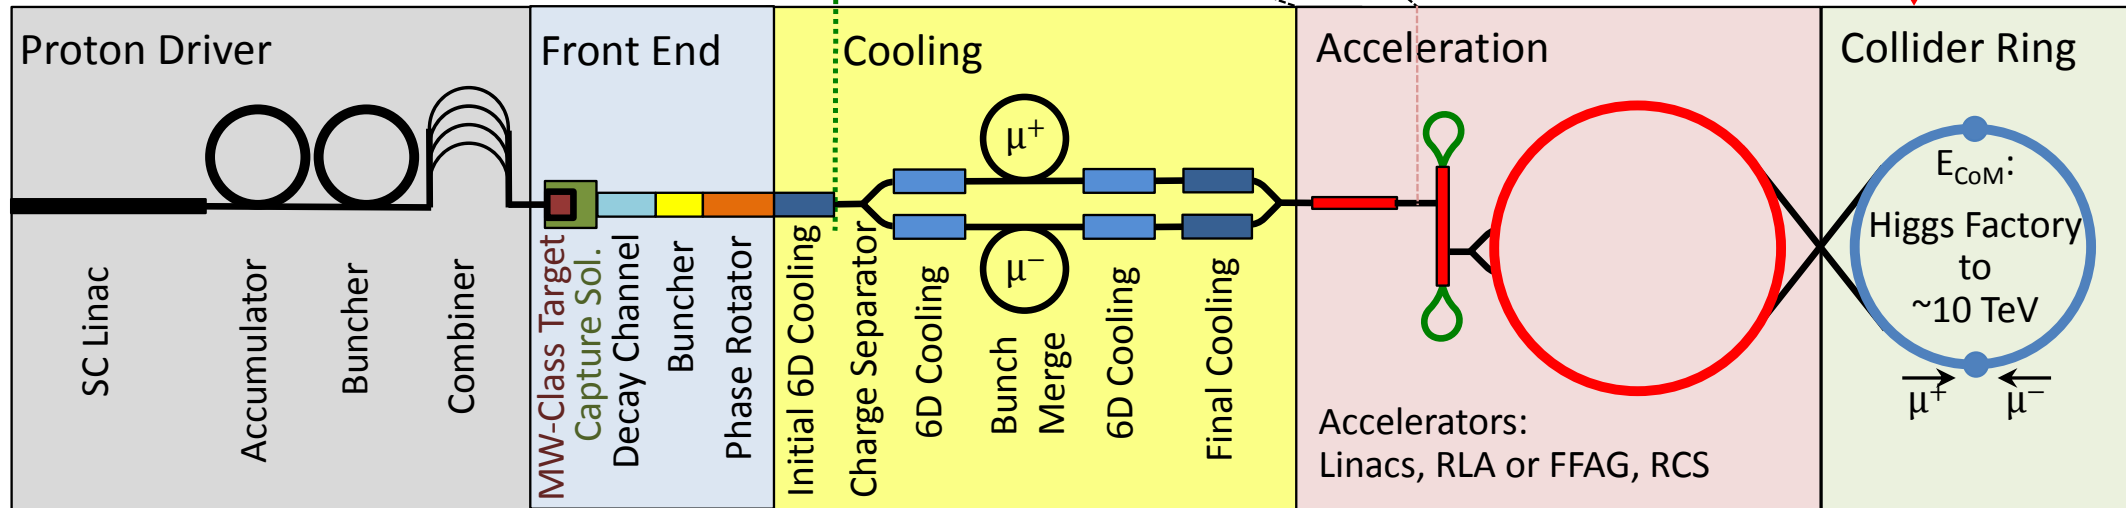 Proton Driver
Front End
Cooling
Acceleration
Collider Ring
SC Linac
Accumulator
Buncher
Combiner
MW-Class Target
Capture Sol.
Decay Channel
Buncher
Phase Rotator
Initial 6D Cooling
Charge Separator
6D Cooling
μ+
μ−
Bunch
Merge
6D Cooling
Final Cooling
Accelerators:
Linacs, RLA or FFAG, RCS
E_CoM:
Higgs Factory
to
~10 TeV
μ+
μ−